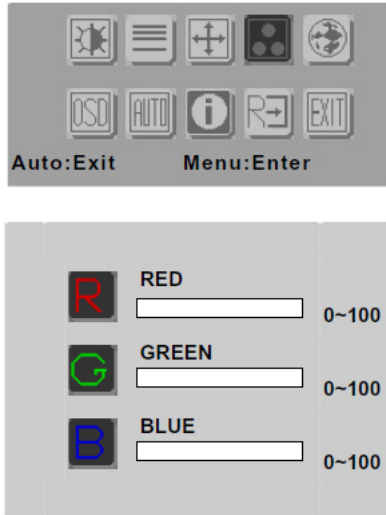 OSD AUTO i R EXIT
Auto:Exit Menu:Enter
R RED
0~100
G GREEN
0~100
B BLUE
0~100